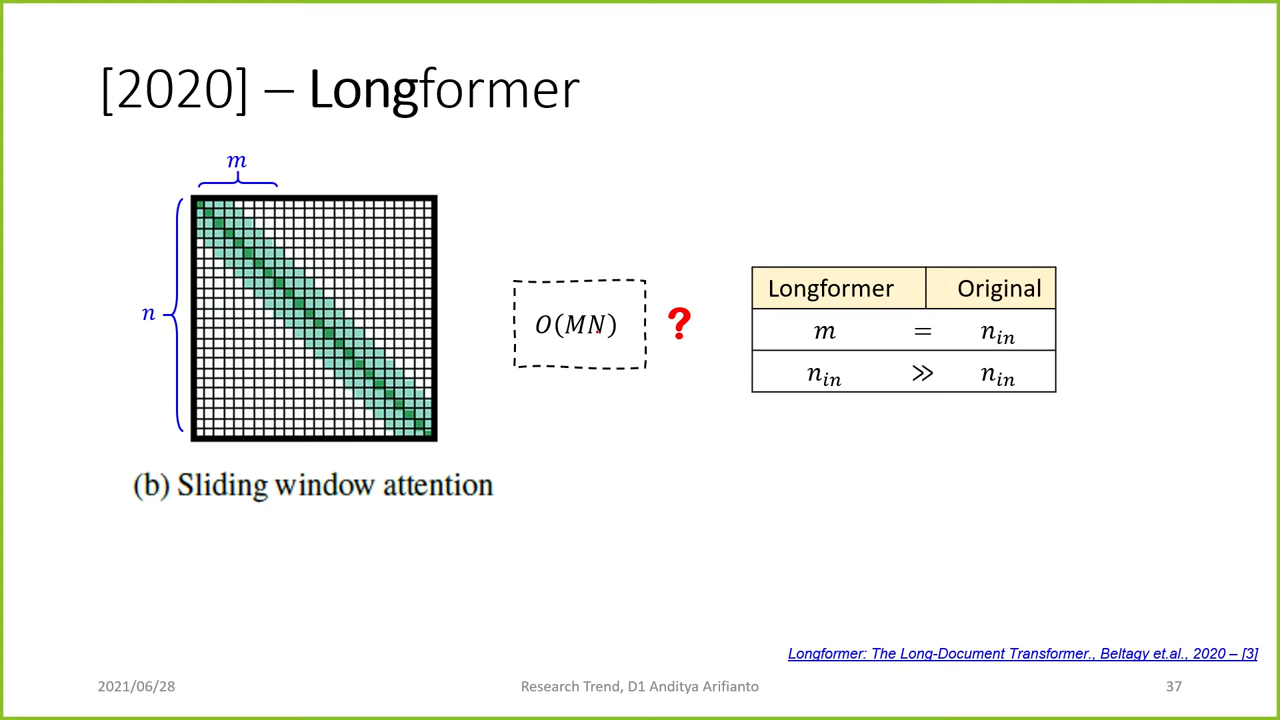 [2020] – Longformer
m
n
O(MN)
?
Longformer Original
m = n_in
n_in ≫ n_in
(b) Sliding window attention
Longformer: The Long-Document Transformer., Beltagy et.al., 2020 – [3]
2021/06/28 Research Trend, D1 Anditya Arifianto 37